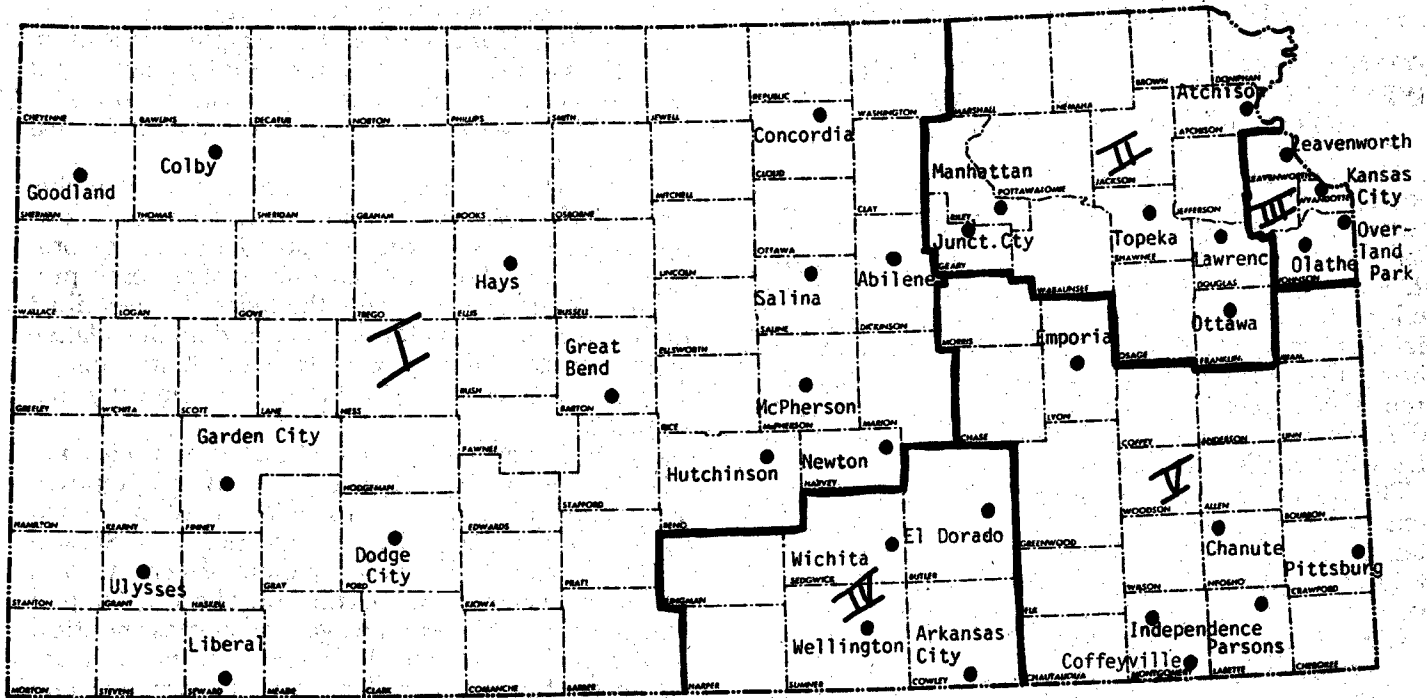 DONIPHAN
BROWN
Atchiso
REPUBLIC
CHEYENNE RAWLINS DECATUR NORTON PHILLIPS SMITH JEWELL WASHINGTON MARSHALL NEMAHA
Concordia
ATCHISON
II
Leavenworth
Colby
Goodland
Manhattan
CLOUD
JACKSON
LEAVENWORTH
Kansas
City
WYANDOTTE
MITCHELL
POTTAWATOMIE
III
SHERMAN THOMAS SHERIDAN GRAHAM ROOKS OSBORNE
CLAY
RILEY
JEFFERSON
Junct.Cty
Topeka
Over-
land
Park
OTTAWA
SHAWNEE
Lawrenc
Olathe
GEARY
LINCOLN
Hays
Abilene
Salina
DOUGLAS
JOHNSON
WABAUNSEE
WALLACE LOGAN GOVE TREGO ELLIS RUSSELL
SALINE
DICKINSON
Ottawa
I
Emporia
Great
Bend
MORRIS
ELLSWORTH
OSAGE
FRANKLIN
MIAMI
RUSH
McPherson
GREELEY WICHITA SCOTT LANE NESS
BARTON
LYON
RICE
McPHERSON
MARION
CHASE
COFFEY
ANDERSON
LINN
Garden City
PAWNEE
Hutchinson
Newton
HARVEY
V
HODGEMAN
STAFFORD
WOODSON
ALLEN
BOURBON
HAMILTON KEARNY FINNEY
EDWARDS
RENO
El Dorado
Dodge
City
Wichita
GREENWOOD
Chanute
Pittsburg
Ulysses
GRAY
FORD
PRATT
SEDGWICK
BUTLER
WILSON
NEOSHO
CRAWFORD
STANTON GRANT HASKELL
KIOWA
KINGMAN
IV
ELK
Independence
Liberal
Wellington
Arkansas
City
Parsons
Coffeyville
MORTON STEVENS SEWARD MEADE CLARK COMANCHE BARBER HARPER SUMNER COWLEY CHAUTAUQUA MONTGOMERY LABETTE CHEROKEE